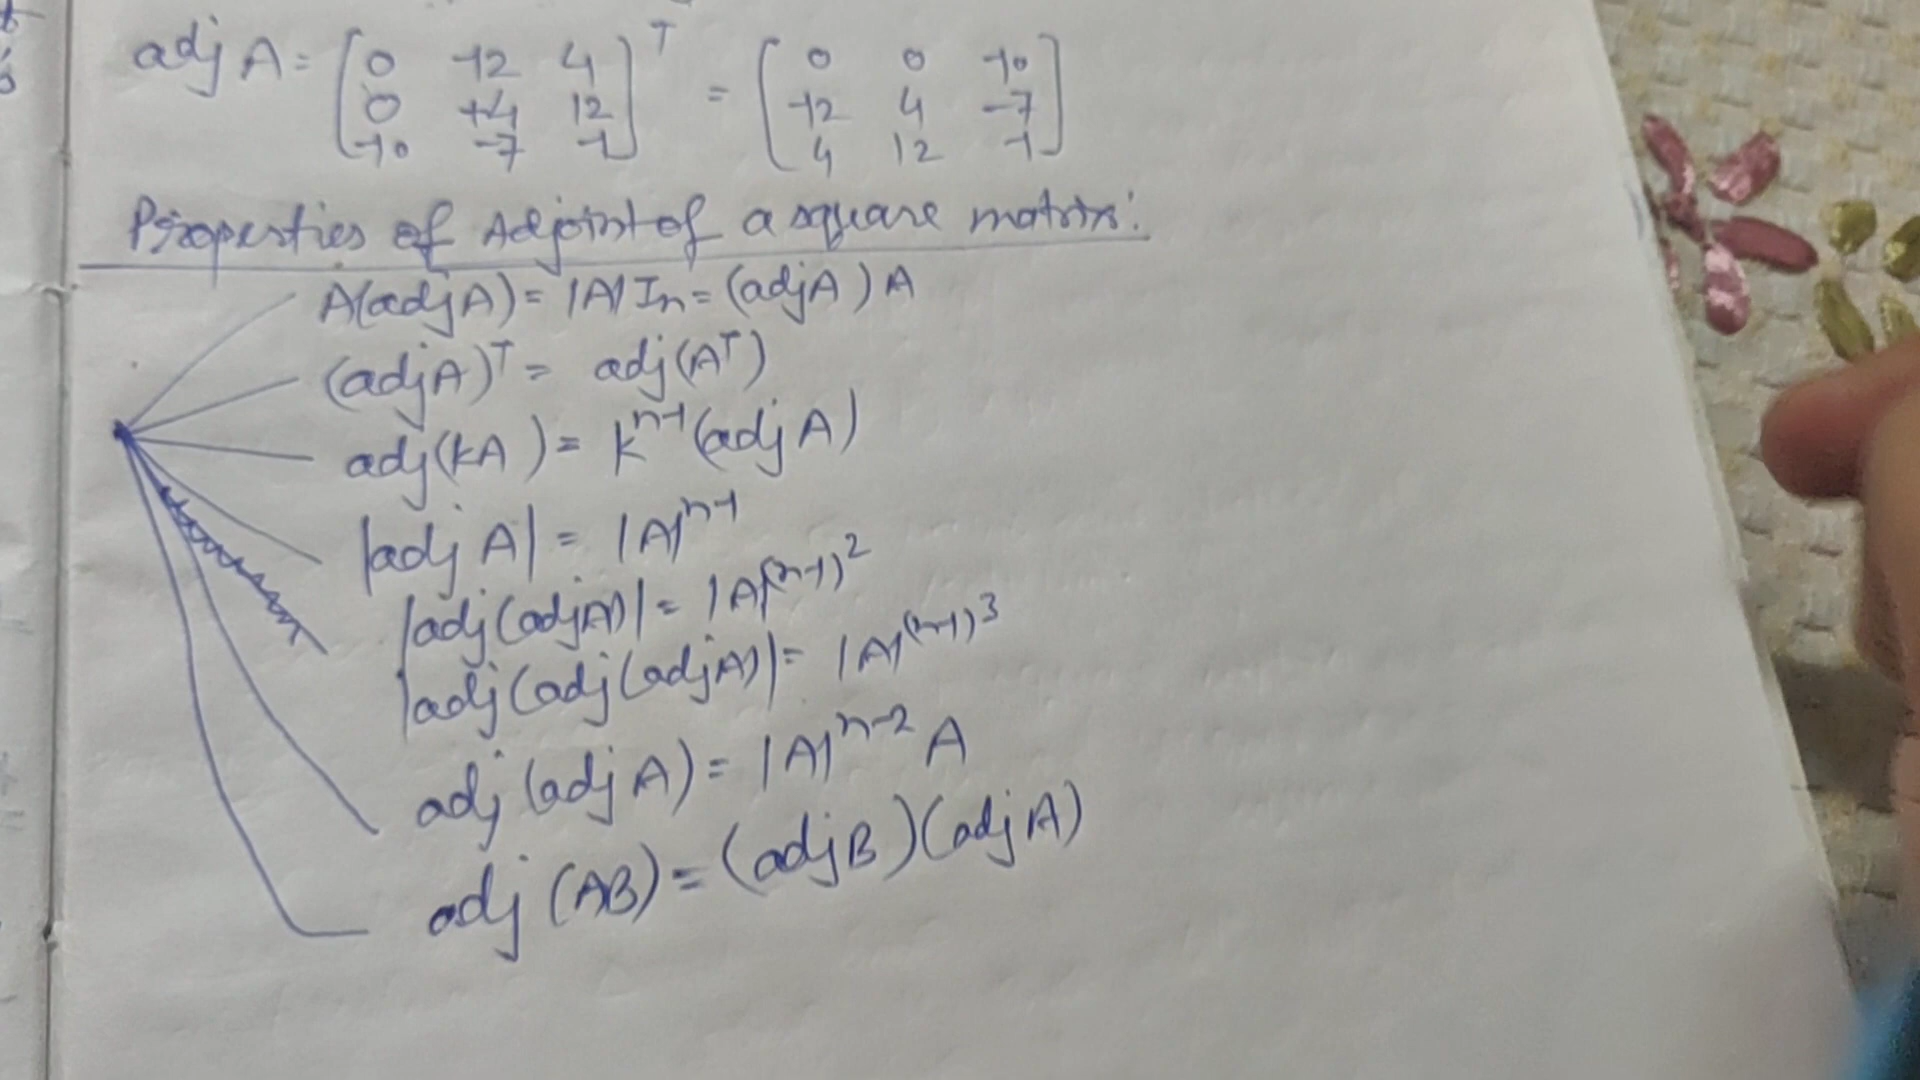 adj A = [0 -12 4]ᵀ = [0 0 -10]
[0 +4 12] [-12 4 -7]
[-10 -7 -1] [4 12 -1]
Properties of Adjoint of a square matrix:
A(adj A) = |A| In = (adj A) A
(adj A)ᵀ = adj (Aᵀ)
adj (kA) = kⁿ⁻¹ (adj A)
|adj A| = |A|ⁿ⁻¹
|adj (adj A)| = |A|^(n-1)²
|adj (adj (adj A))| = |A|^(n-1)³
adj (adj A) = |A|ⁿ⁻² A
adj (AB) = (adj B) (adj A)